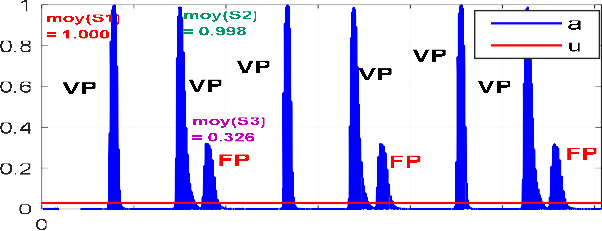 1
moy(S1)
= 1.000
moy(S2)
= 0.998
a
u
0.8
VP
VP
VP
VP
VP
VP
0.6
0.4
moy(S3)
= 0.326
0.2
FP
FP
FP
0
0